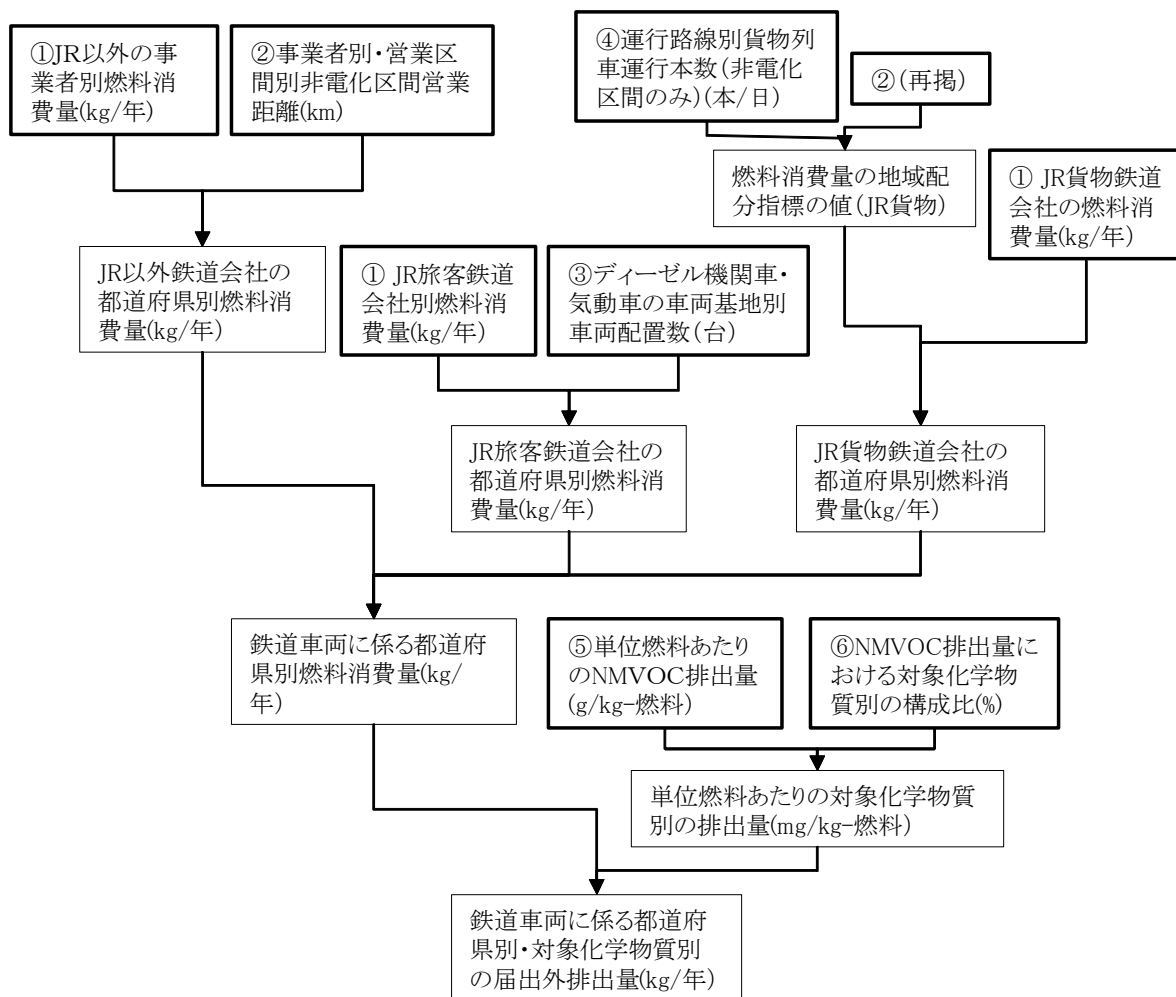 ①JR以外の事
業者別燃料消
費量(kg/年)
②事業者別・営業区
間別非電化区間営業
距離(km)
④運行路線別貨物列
車運行本数(非電化
区間のみ)(本/日)
②(再掲)
燃料消費量の地域配
分指標の値(JR貨物)
① JR貨物鉄道
会社の燃料消
費量(kg/年)
JR以外鉄道会社の
都道府県別燃料消
費量(kg/年)
① JR旅客鉄道
会社別燃料消
費量(kg/年)
③ディーゼル機関車・
気動車の車両基地別
車両配置数(台)
JR旅客鉄道会社の
都道府県別燃料消
費量(kg/年)
JR貨物鉄道会社の
都道府県別燃料消
費量(kg/年)
鉄道車両に係る都道府
県別燃料消費量(kg/
年)
⑤単位燃料あたり
のNMVOC排出量
(g/kg-燃料)
⑥NMVOC排出量に
おける対象化学物
質別の構成比(%)
単位燃料あたりの対象化学物質
別の排出量(mg/kg-燃料)
鉄道車両に係る都道府
県別・対象化学物質別
の届出外排出量(kg/年)